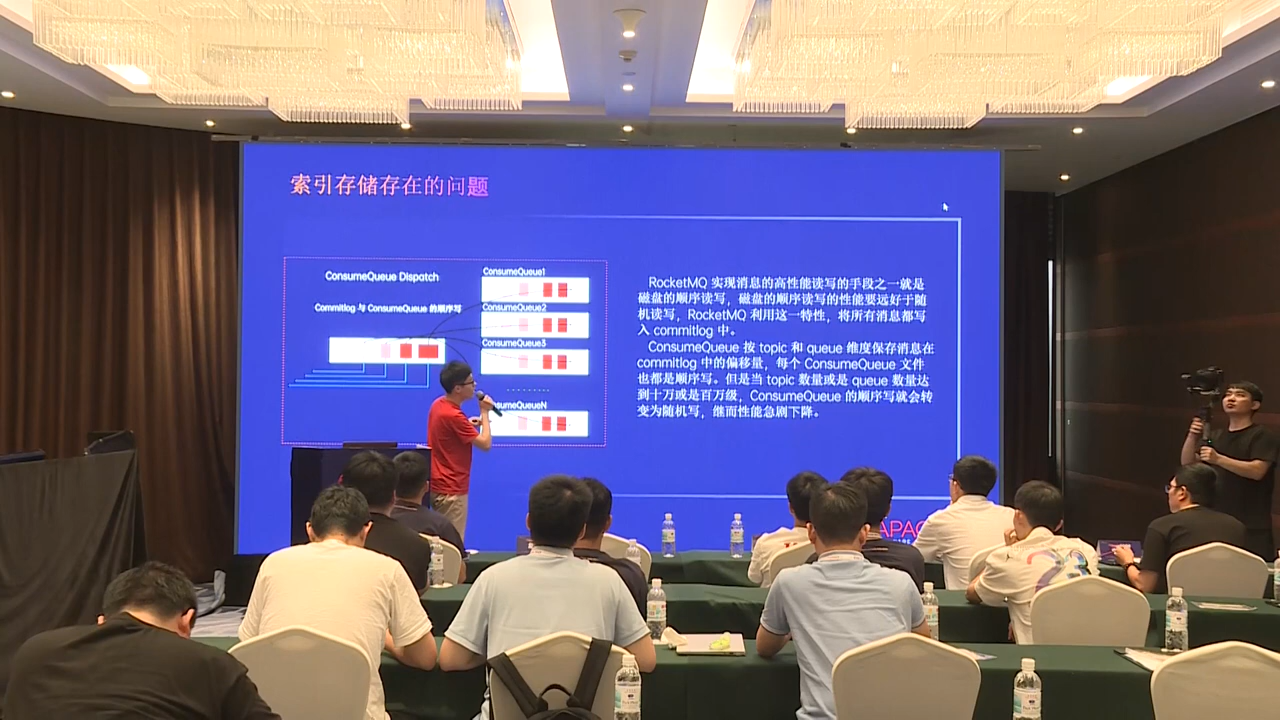 索引存储存在的问题
ConsumeQueue Dispatch
Commitlog 与 ConsumeQueue 的顺序写
ConsumeQueue1
ConsumeQueue2
ConsumeQueue3
nsumeQueueN
RocketMQ 实现消息的高性能读写的手段之一就是
磁盘的顺序读写，磁盘的顺序读写的性能要远好于随
机读写，RocketMQ 利用这一特性，将所有消息都写
入 commitlog 中。
ConsumeQueue 按 topic 和 queue 维度保存消息在
commitlog 中的偏移量，每个 ConsumeQueue 文件
也都是顺序写。但是当 topic 数量或是 queue 数量达
到十万或是百万级，ConsumeQueue 的顺序写就会转
变为随机写，继而性能急剧下降。
APAC
23